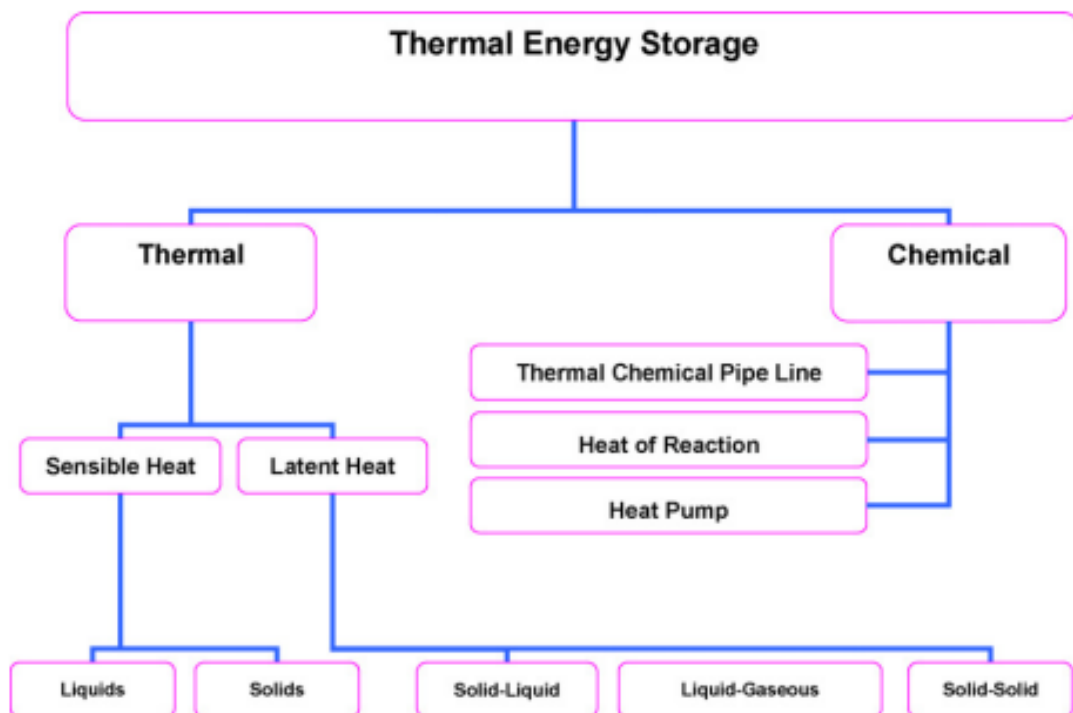 Thermal Energy Storage
Thermal
Chemical
Thermal Chemical Pipe Line
Heat of Reaction
Heat Pump
Sensible Heat
Latent Heat
Liquids
Solids
Solid-Liquid
Liquid-Gaseous
Solid-Solid